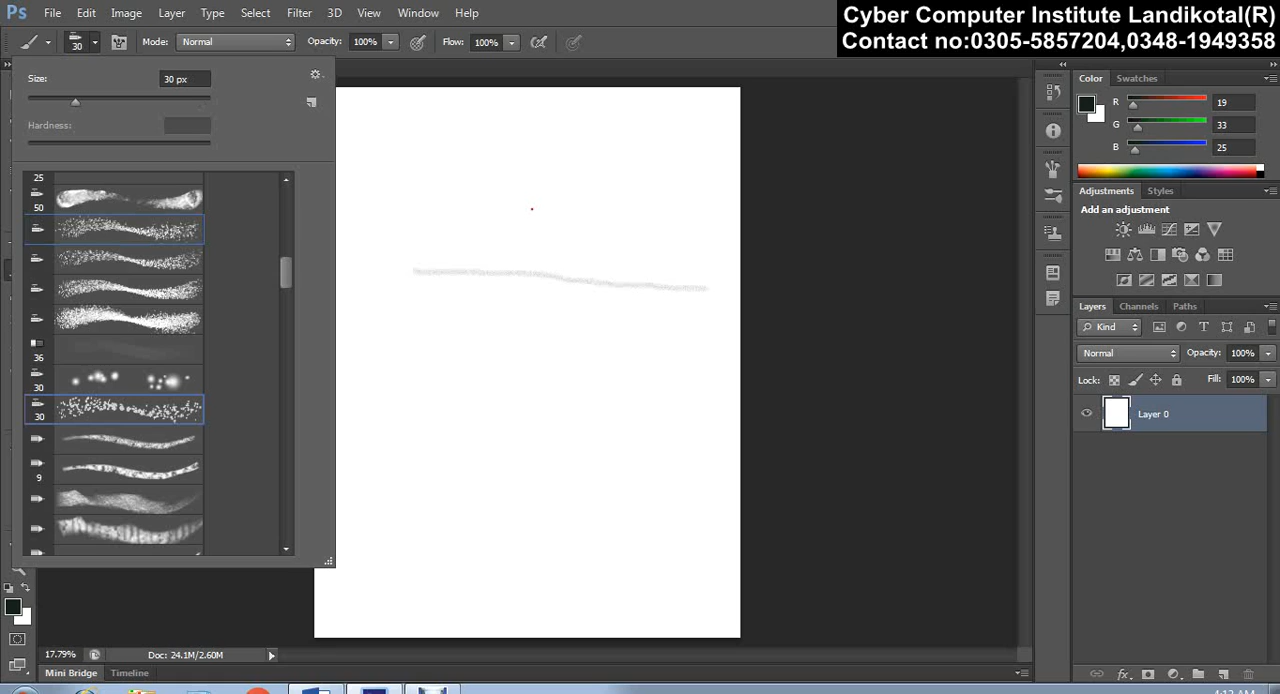 Cyber Computer Institute Landikotal(R)
Contact no:0305-5857204,0348-1949358
Ps File Edit Image Layer Type Select Filter 3D View Window Help
30 Mode: Normal Opacity: 100% Flow: 100%
Size: 30 px
Hardness:
25
50
36
30
30
9
Color Swatches
R 19
G 33
B 25
Adjustments Styles
Add an adjustment
Layers Channels Paths
Kind
Normal Opacity: 100%
Lock: Fill: 100%
Layer 0
17.79% Doc: 24.1M/2.60M
Mini Bridge Timeline